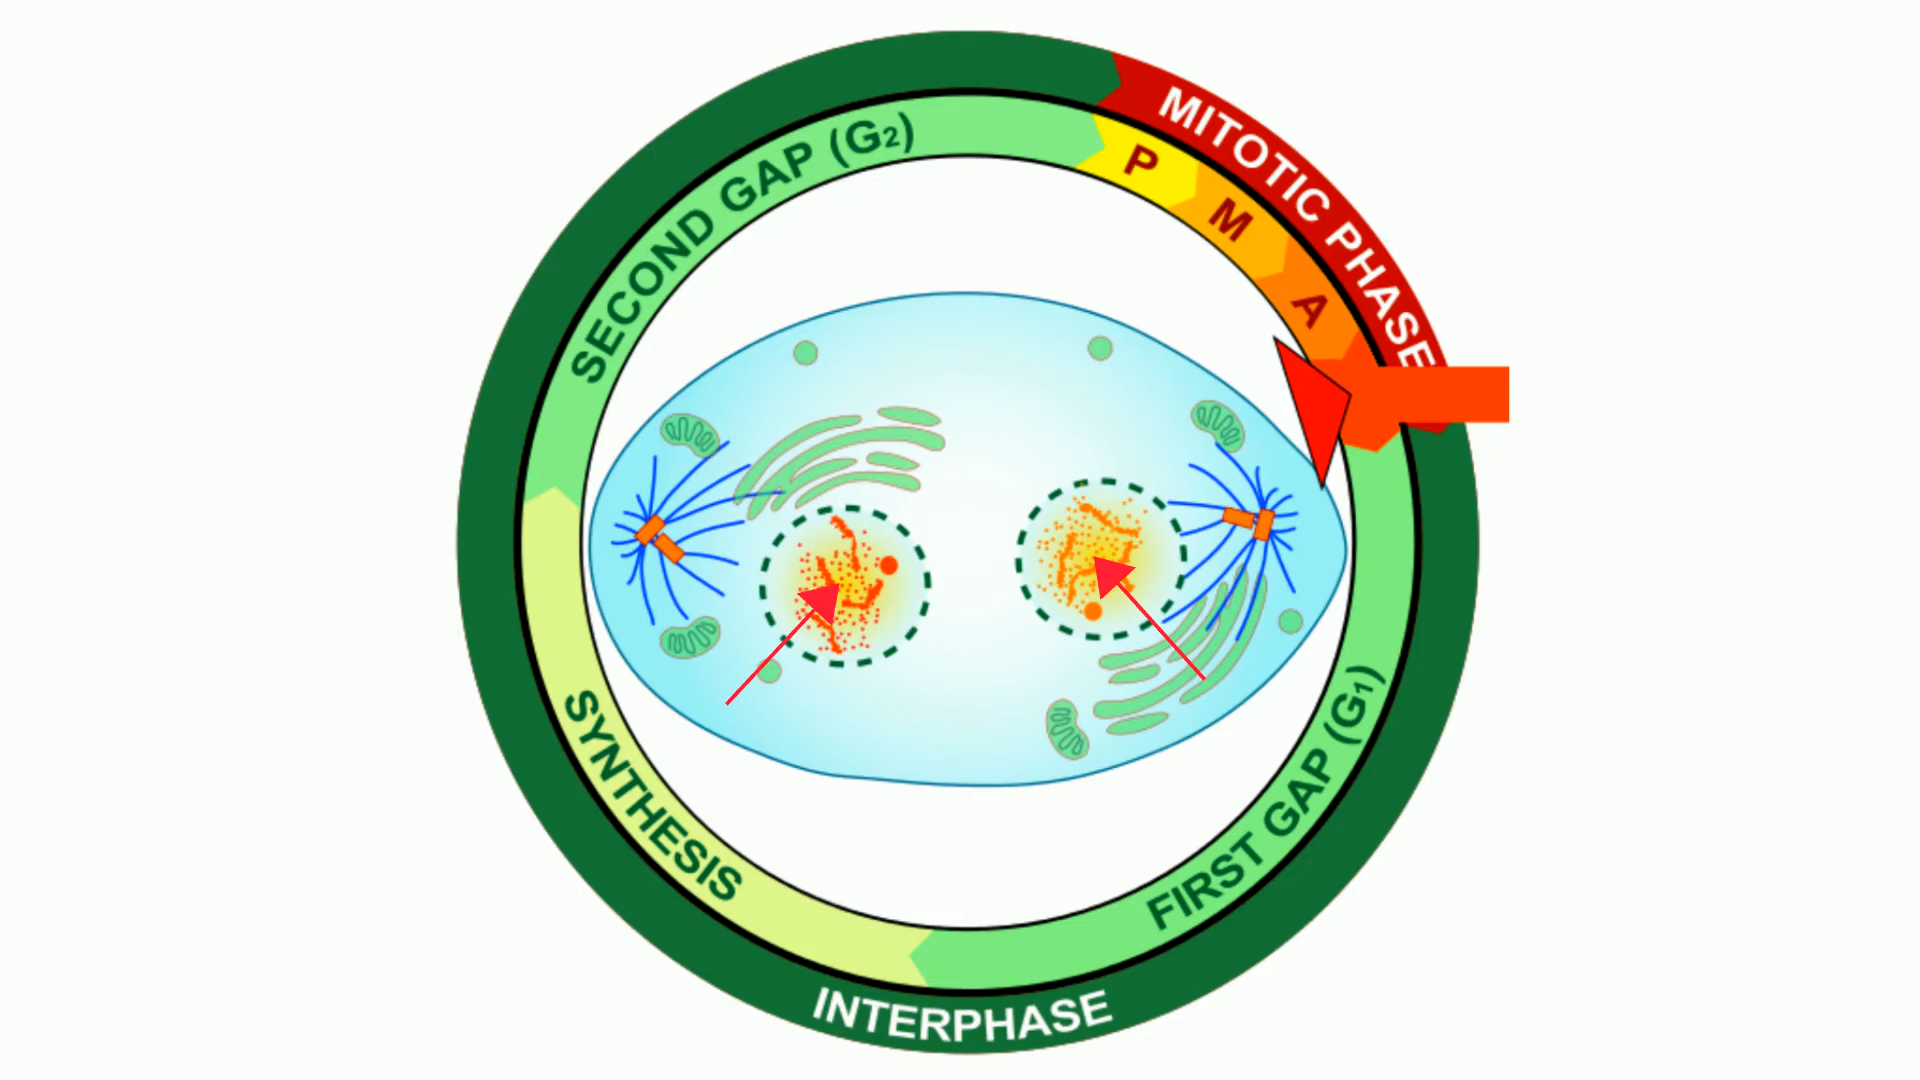 MITOTIC PHASE
SECOND GAP (G₂)
P
M
A
SYNTHESIS
FIRST GAP (G₁)
INTERPHASE